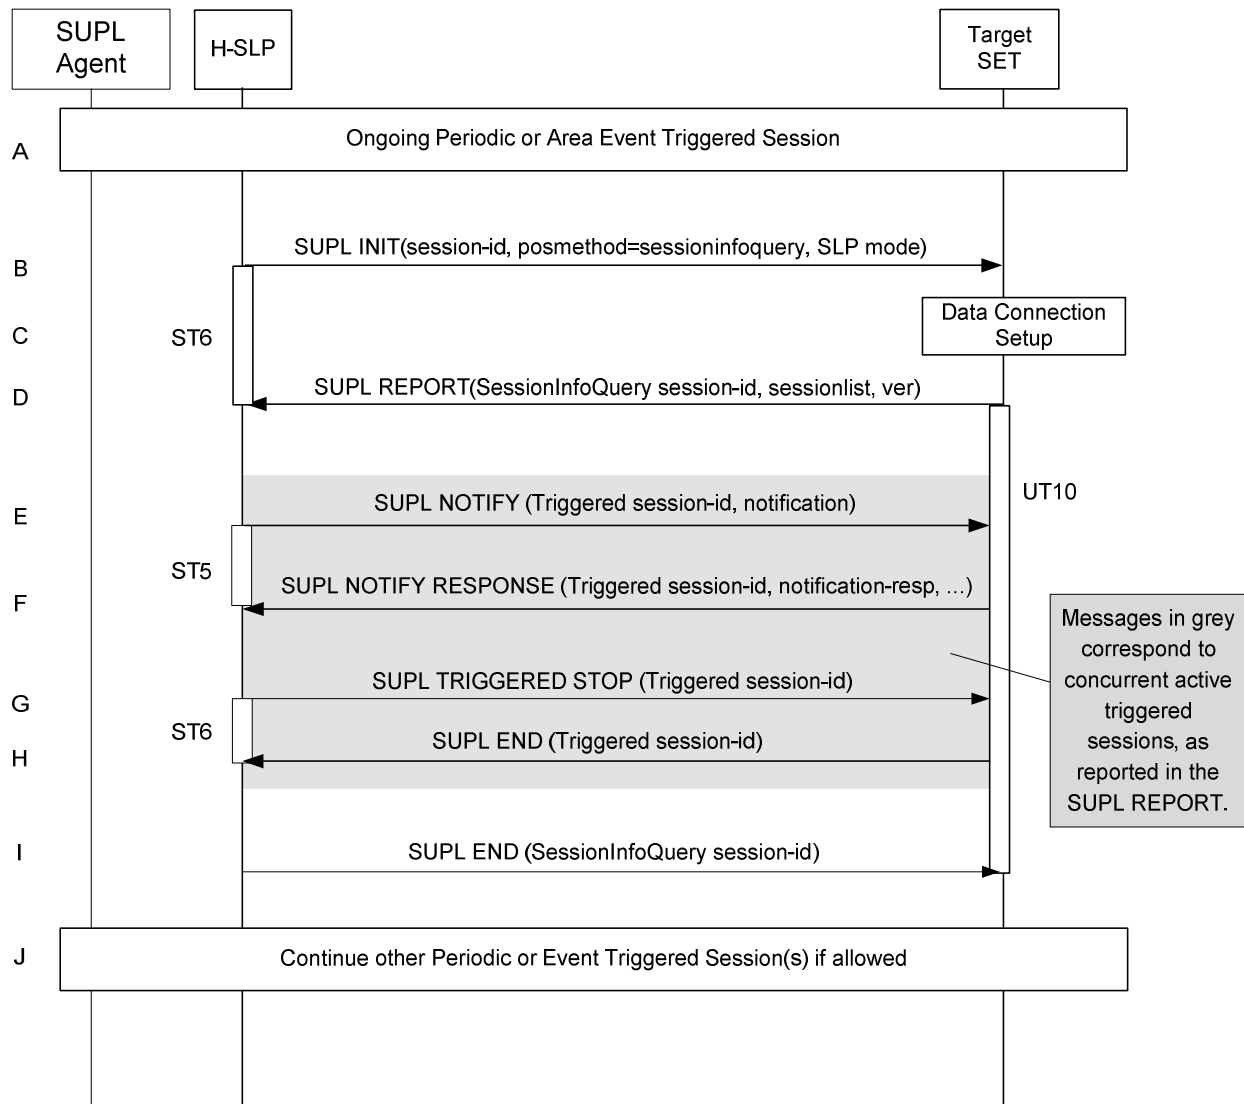 SUPL
Agent
H-SLP
Target
SET
A
Ongoing Periodic or Area Event Triggered Session
SUPL INIT(session-id, posmethod=sessioninfoquery, SLP mode)
B
Data Connection
Setup
C
ST6
SUPL REPORT(SessionInfoQuery session-id, sessionlist, ver)
D
UT10
SUPL NOTIFY (Triggered session-id, notification)
E
ST5
SUPL NOTIFY RESPONSE (Triggered session-id, notification-resp, ...)
F
Messages in grey
correspond to
concurrent active
triggered
sessions, as
reported in the
SUPL REPORT.
SUPL TRIGGERED STOP (Triggered session-id)
G
ST6
SUPL END (Triggered session-id)
H
SUPL END (SessionInfoQuery session-id)
I
J
Continue other Periodic or Event Triggered Session(s) if allowed